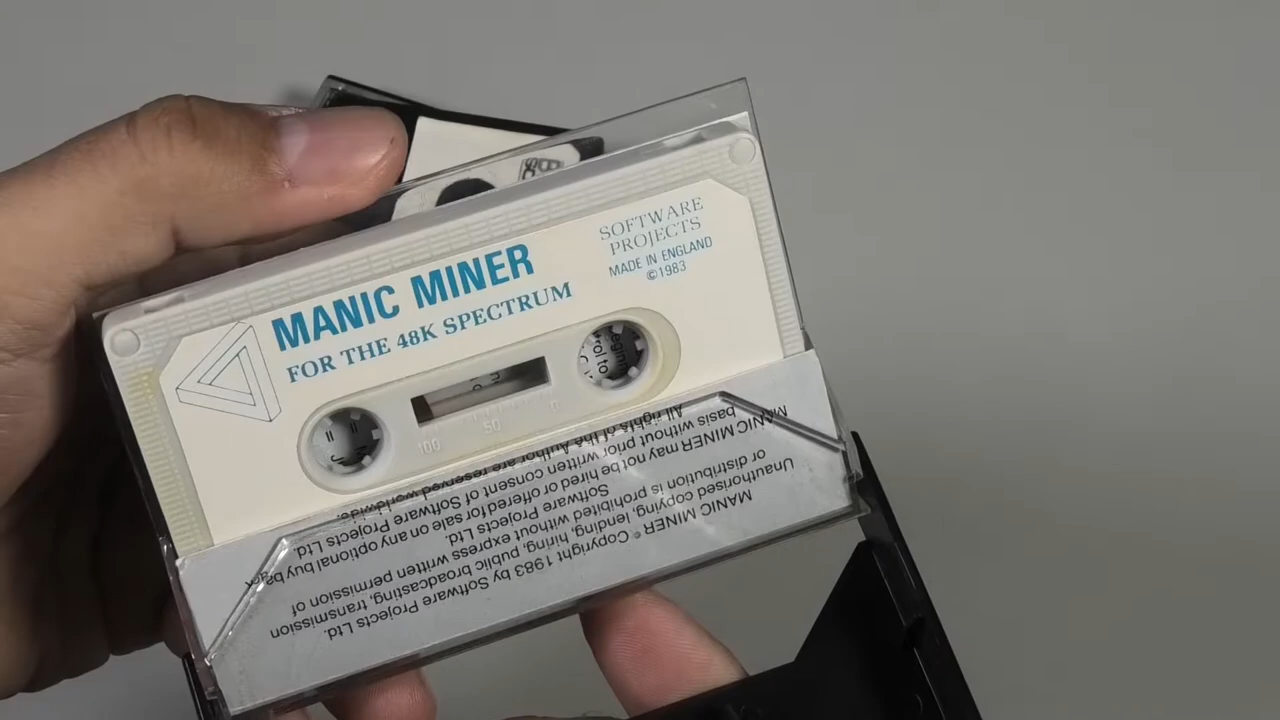 MANIC MINER
FOR THE 48K SPECTRUM
SOFTWARE
PROJECTS
MADE IN ENGLAND
©1983
100 50 0
MANIC MINER © Copyright 1983 by Software Projects Ltd.
Unauthorised copying, lending, hiring, public broadcasting, transmission
or distribution is prohibited without express written permission of
Software Projects Ltd.
MANIC MINER may not be hired or offered for sale on any optional buy back
basis without prior written consent of Software Projects Ltd.
All rights of the Author are reserved worldwide.